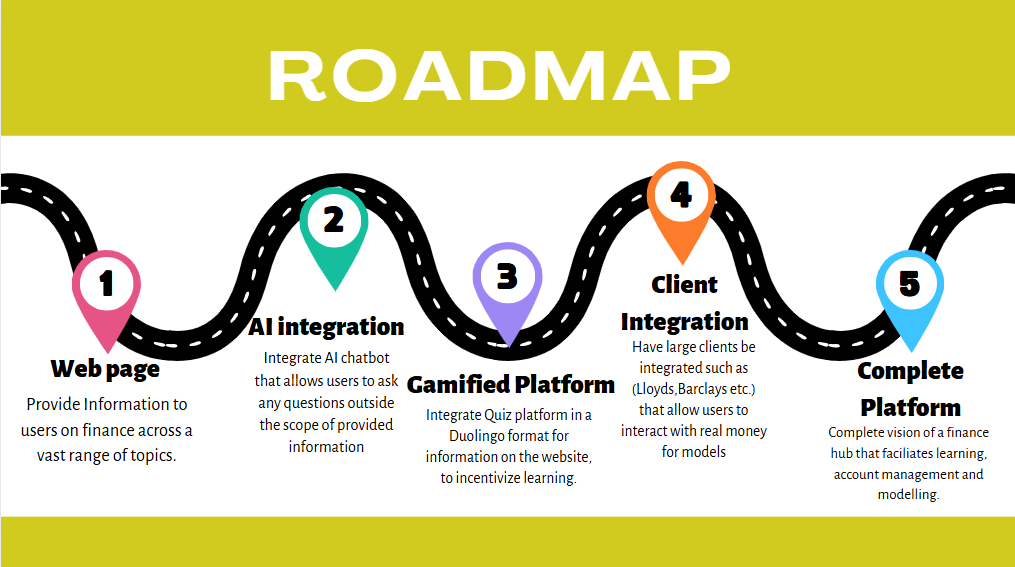 ROADMAP
1
Web page
Provide Information to
users on finance across a
vast range of topics.
2
AI integration
Integrate AI chatbot
that allows users to ask
any questions outside
the scope of provided
information
3
Gamified Platform
Integrate Quiz platform in a
Duolingo format for
information on the website,
to incentivize learning.
4
Client
Integration
Have large clients be
integrated such as
(Lloyds,Barclays etc.)
that allow users to
interact with real money
for models
5
Complete
Platform
Complete vision of a finance
hub that faciliates learning,
account management and
modelling.